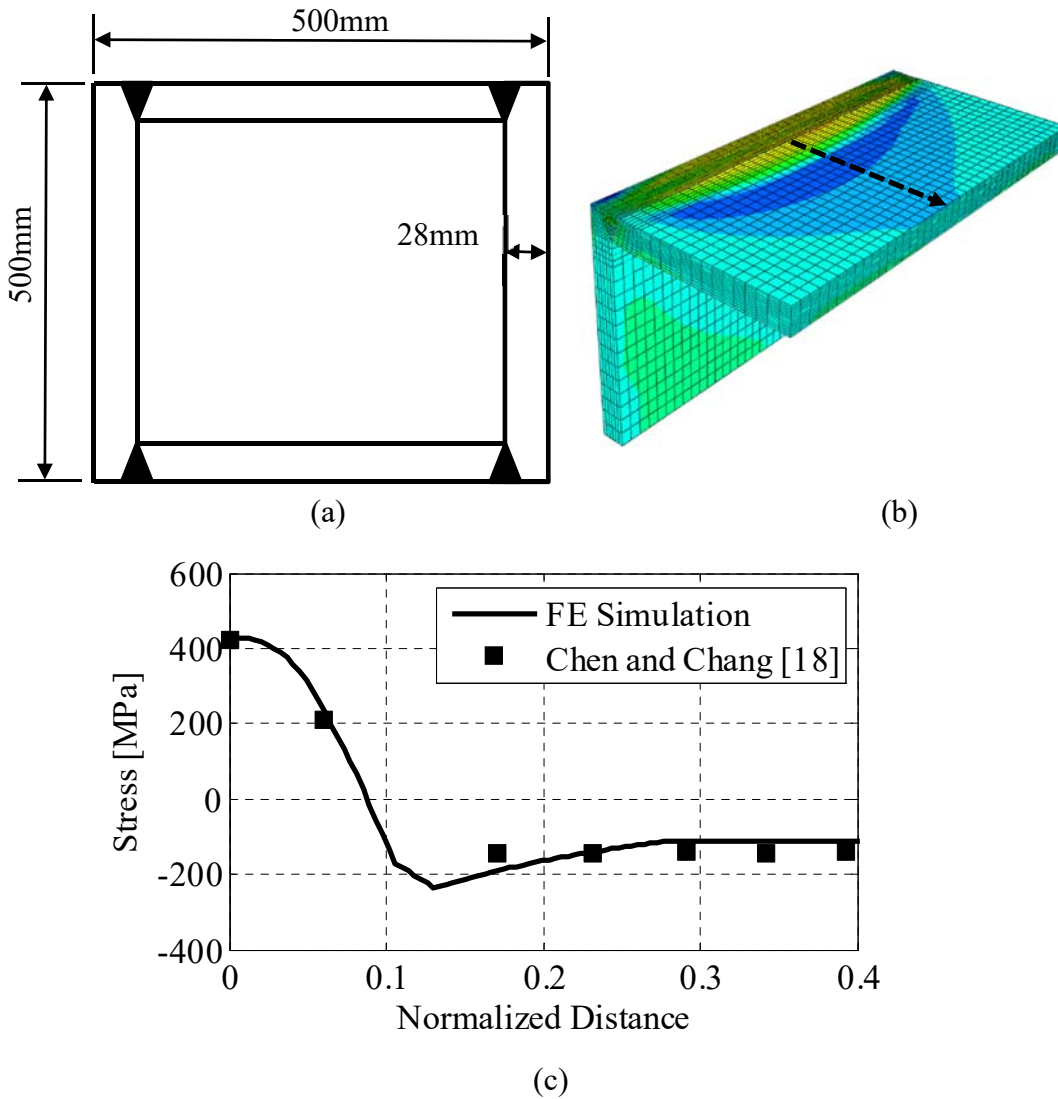 500mm
500mm
28mm
(a)
(b)
600
400
200
0
-200
-400
Stress [MPa]
FE Simulation
Chen and Chang [18]
0
0.1
0.2
0.3
0.4
Normalized Distance
(c)